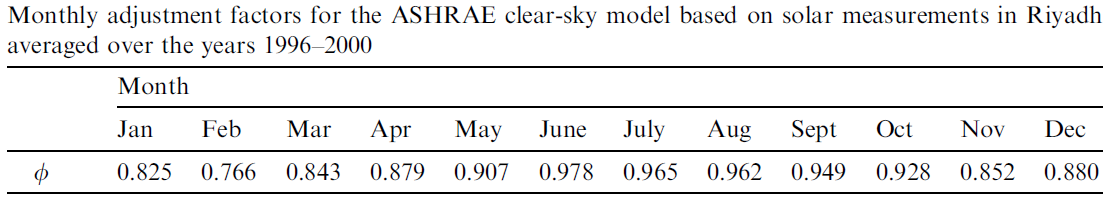 Monthly adjustment factors for the ASHRAE clear-sky model based on solar measurements in Riyadh
averaged over the years 1996–2000
Month
Jan Feb Mar Apr May June July Aug Sept Oct Nov Dec
ϕ 0.825 0.766 0.843 0.879 0.907 0.978 0.965 0.962 0.949 0.928 0.852 0.880